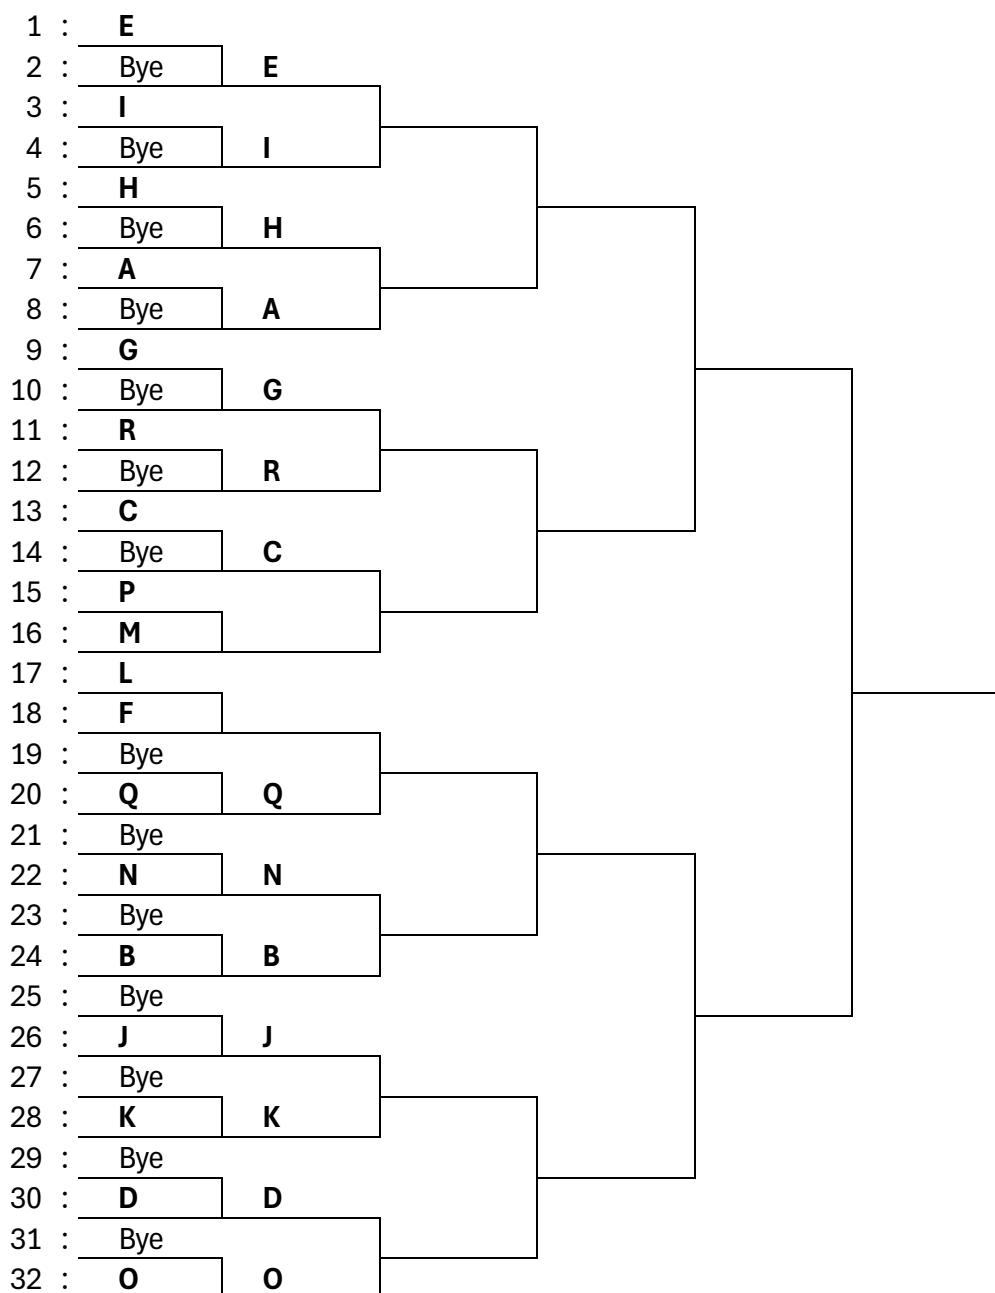 1 : E
2 : Bye E
3 : I
4 : Bye I
5 : H
6 : Bye H
7 : A
8 : Bye A
9 : G
10 : Bye G
11 : R
12 : Bye R
13 : C
14 : Bye C
15 : P
16 : M
17 : L
18 : F
19 : Bye
20 : Q Q
21 : Bye
22 : N N
23 : Bye
24 : B B
25 : Bye
26 : J J
27 : Bye
28 : K K
29 : Bye
30 : D D
31 : Bye
32 : O O